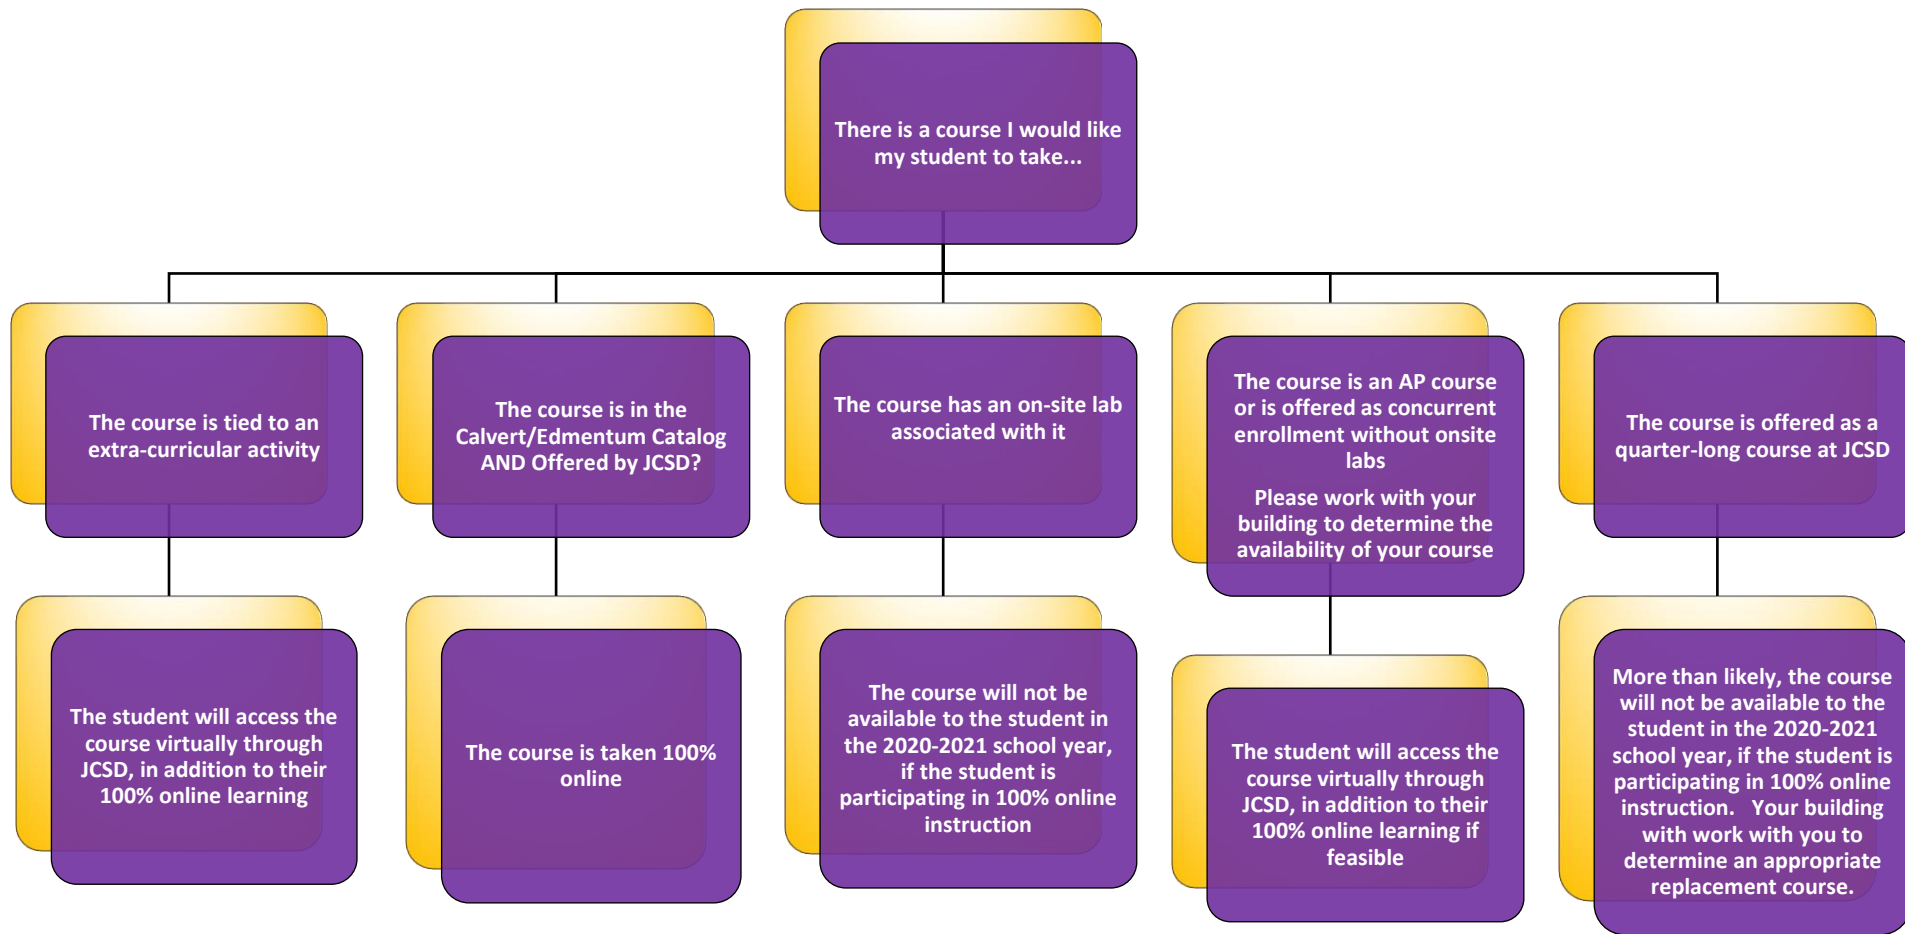 There is a course I would like
my student to take...
The course is tied to an
extra-curricular activity
The course is in the
Calvert/Edmentum Catalog
AND Offered by JCSD?
The course has an on-site lab
associated with it
The course is an AP course
or is offered as concurrent
enrollment without onsite
labs
Please work with your
building to determine the
availability of your course
The course is offered as a
quarter-long course at JCSD
The student will access the
course virtually through
JCSD, in addition to their
100% online learning
The course is taken 100%
online
The course will not be
available to the student in
the 2020-2021 school year,
if the student is
participating in 100% online
instruction
The student will access the
course virtually through
JCSD, in addition to their
100% online learning if
feasible
More than likely, the course
will not be available to the
student in the 2020-2021
school year, if the student is
participating in 100% online
instruction.   Your building
with work with you to
determine an appropriate
replacement course.